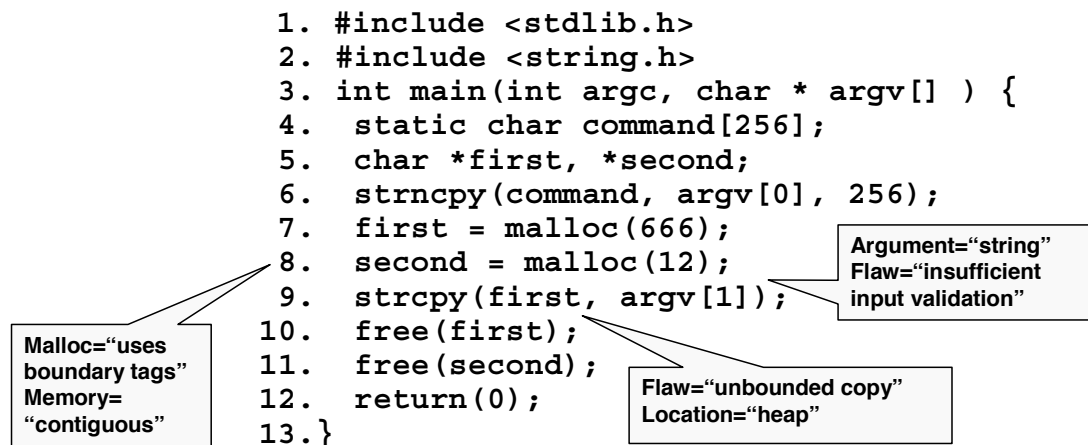 1. #include <stdlib.h>
2. #include <string.h>
3. int main(int argc, char * argv[] ) {
4. static char command[256];
5. char *first, *second;
6. strncpy(command, argv[0], 256);
7. first = malloc(666);
8. second = malloc(12);
9. strcpy(first, argv[1]);
10. free(first);
11. free(second);
12. return(0);
13.}
Argument=“string”
Flaw=“insufficient
input validation”
Malloc=“uses
boundary tags”
Memory=
“contiguous”
Flaw=“unbounded copy”
Location=“heap”